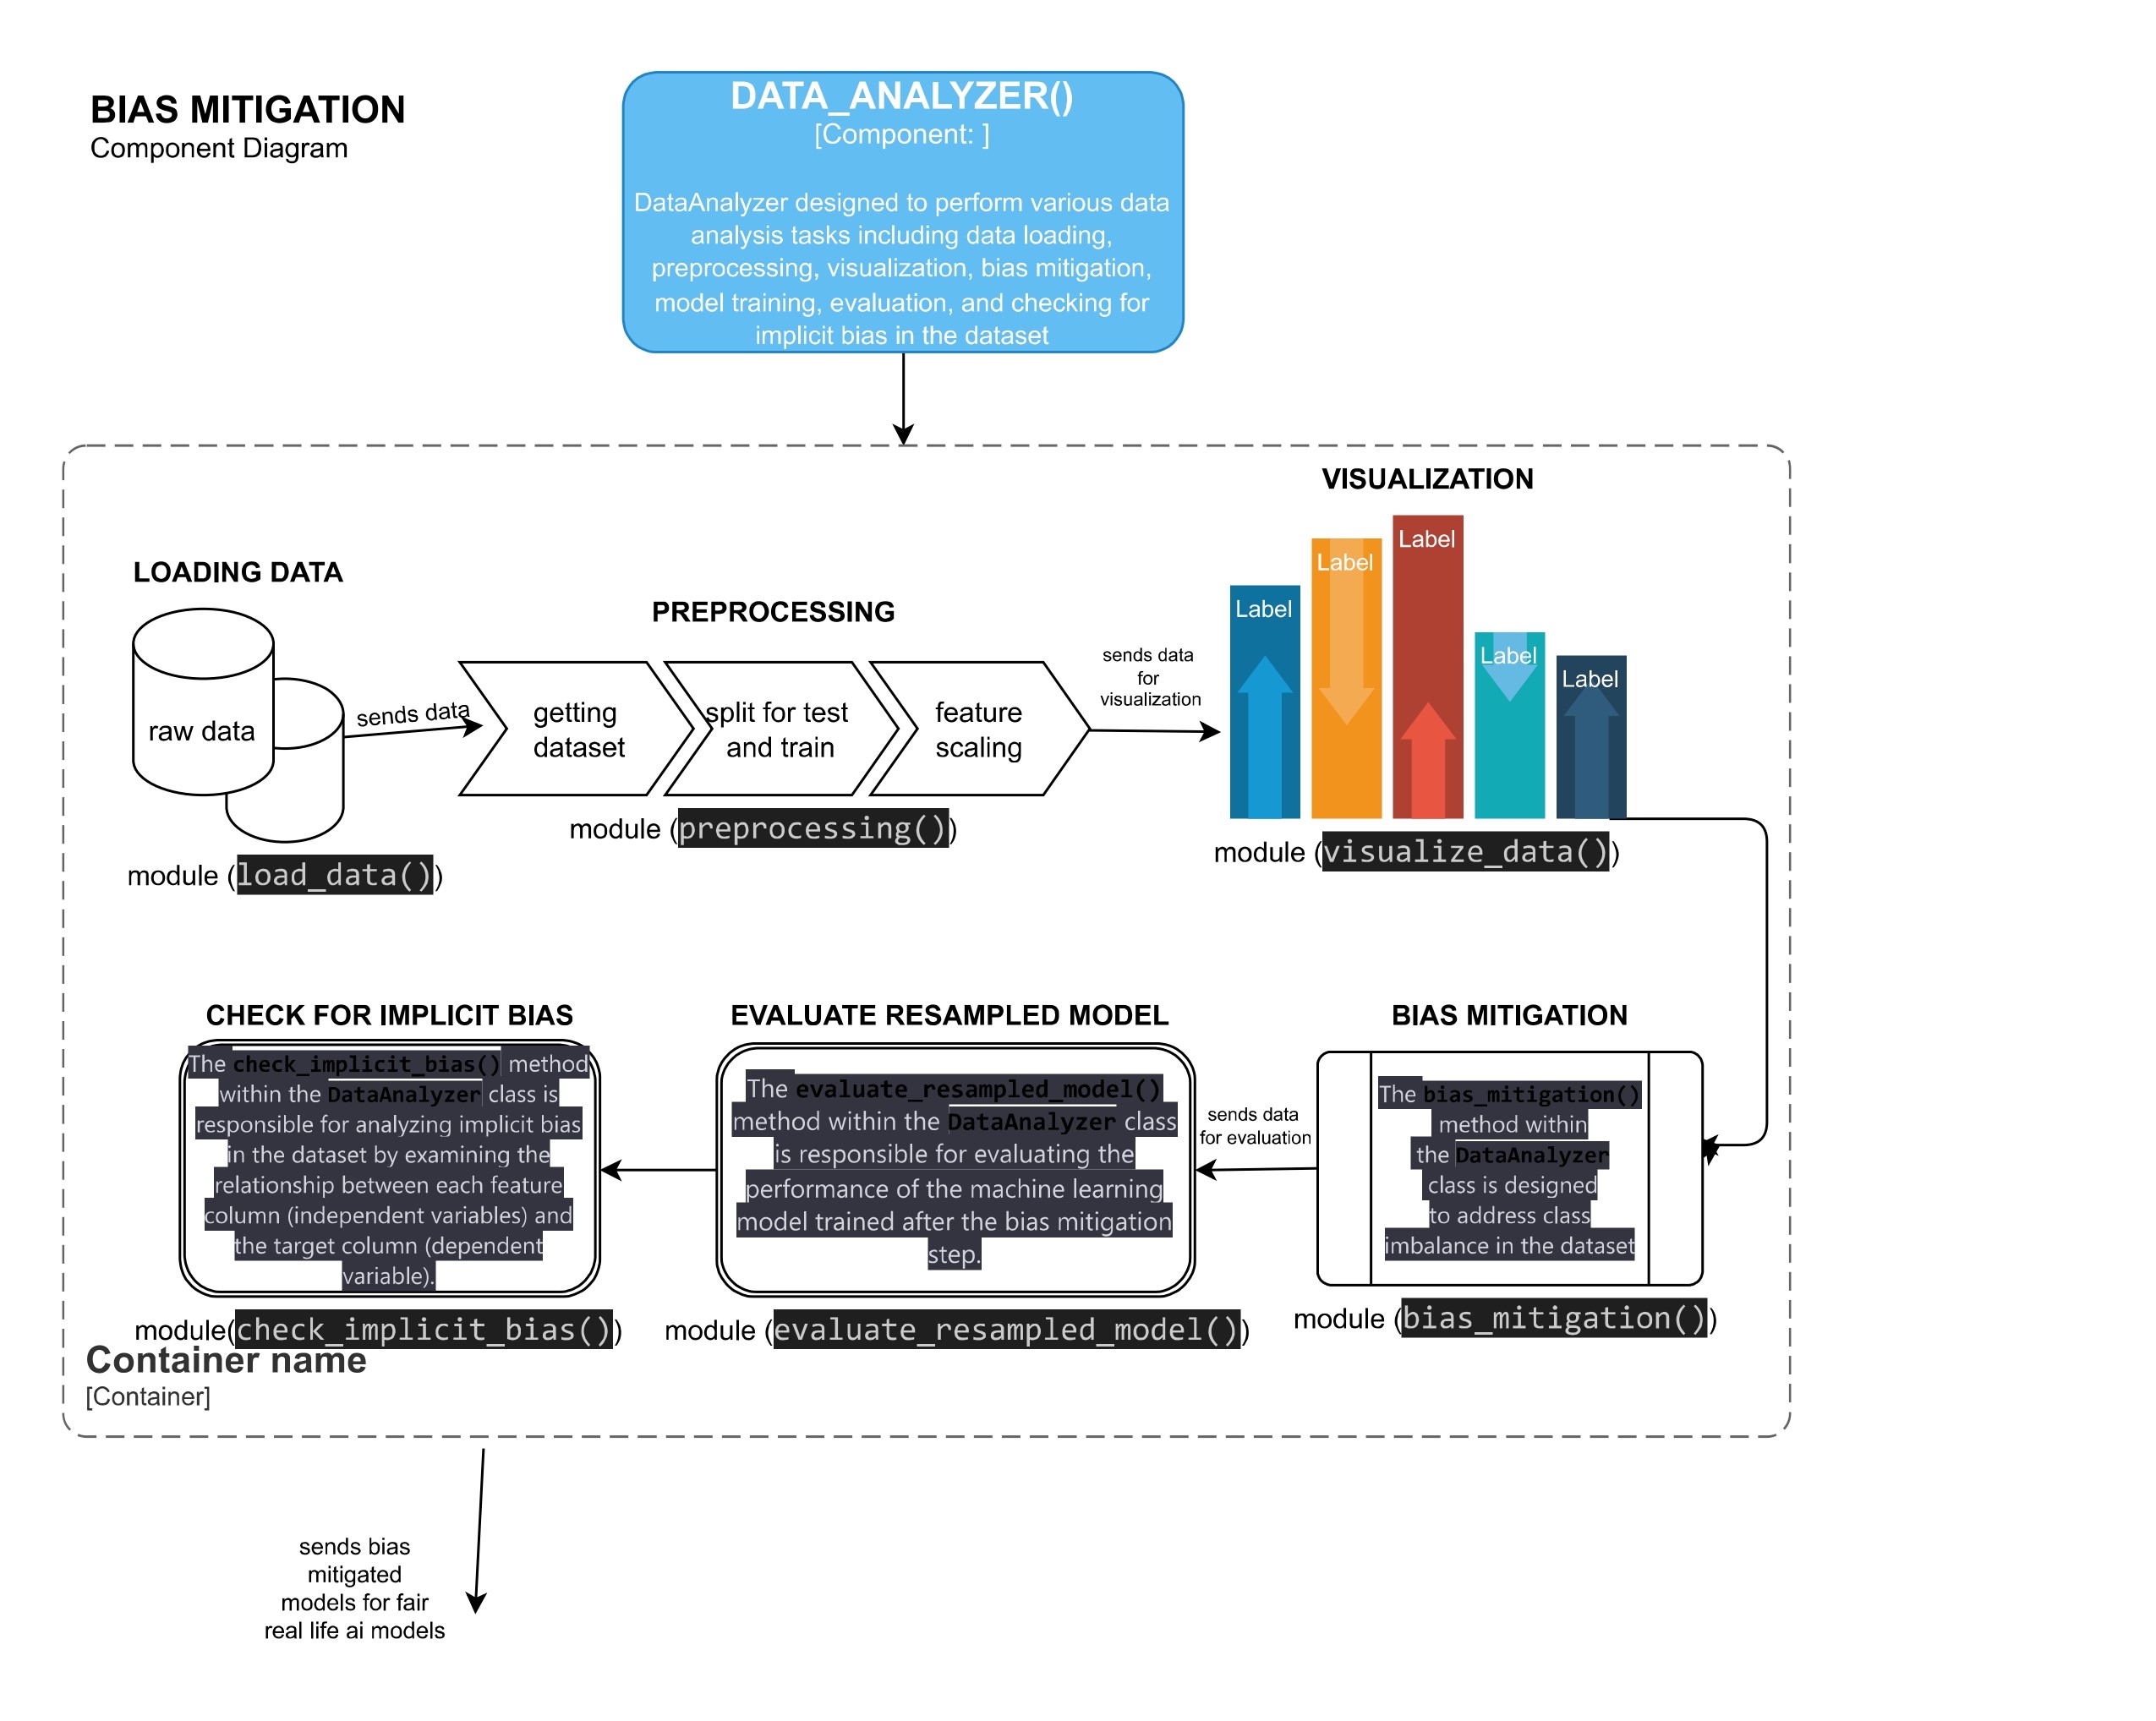 BIAS MITIGATION
Component Diagram
DATA_ANALYZER()
[Component: ]
DataAnalyzer designed to perform various data
analysis tasks including data loading,
preprocessing, visualization, bias mitigation,
model training, evaluation, and checking for
implicit bias in the dataset
LOADING DATA
raw data
module (load_data())
sends data
PREPROCESSING
getting
dataset
split for test
and train
feature
scaling
module (preprocessing())
sends data
for
visualization
VISUALIZATION
Label
Label
Label
Label
Label
module (visualize_data())
BIAS MITIGATION
The bias_mitigation()
method within
the DataAnalyzer
class is designed
to address class
imbalance in the dataset
module (bias_mitigation())
sends data
for evaluation
EVALUATE RESAMPLED MODEL
The evaluate_resampled_model()
method within the DataAnalyzer class
is responsible for evaluating the
performance of the machine learning
model trained after the bias mitigation
step.
module (evaluate_resampled_model())
CHECK FOR IMPLICIT BIAS
The check_implicit_bias() method
within the DataAnalyzer class is
responsible for analyzing implicit bias
in the dataset by examining the
relationship between each feature
column (independent variables) and
the target column (dependent
variable).
module(check_implicit_bias())
Container name
[Container]
sends bias
mitigated
models for fair
real life ai models